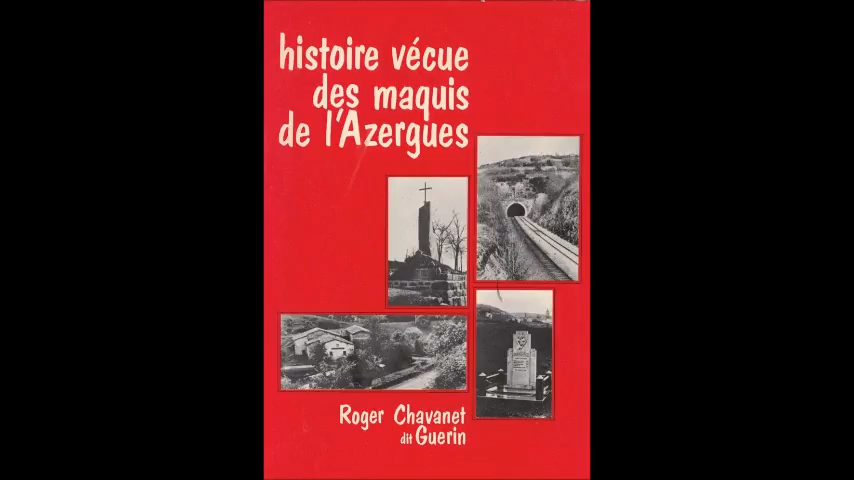 histoire vécue
des maquis
de l'Azergues
Roger Chavanet
dit Guerin